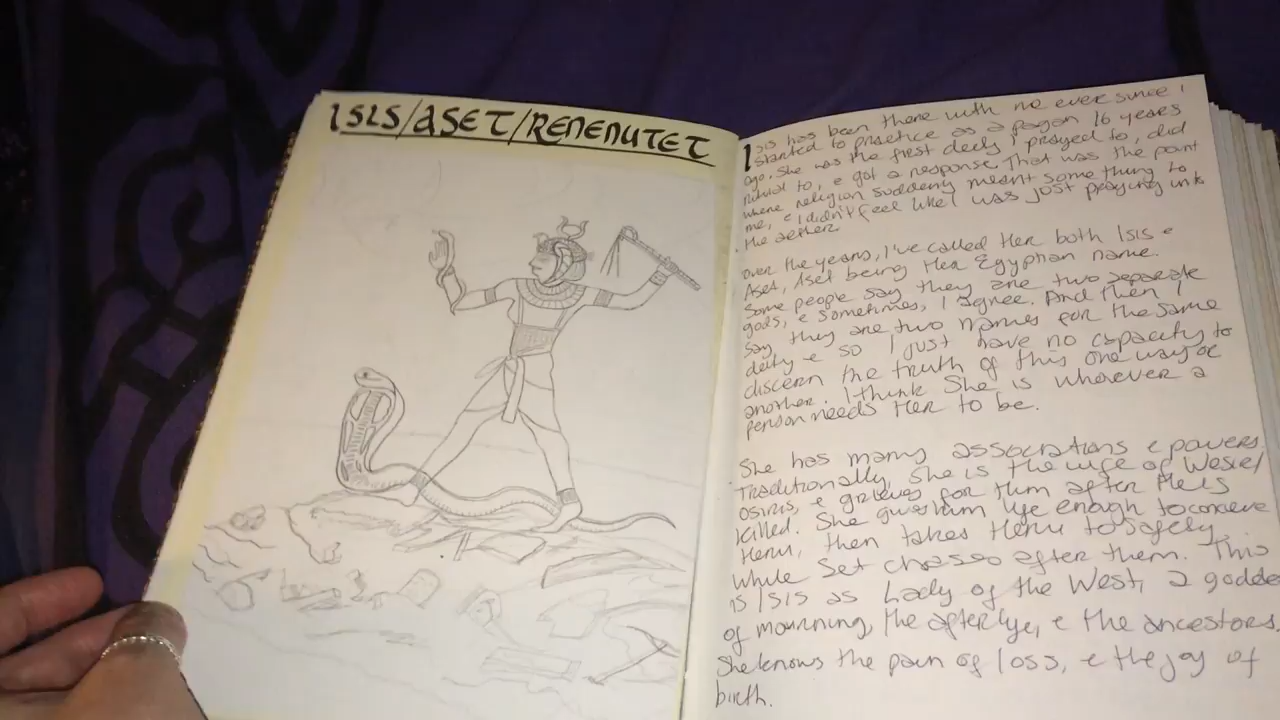 ISIS/ASET/RENENUTET
Isis has been there with me ever since I
started to practice as a pagan 16 years
ago. She was the first deity I prayed to, did
ritual to, & got a response. That was the point
where religion suddenly meant something to
me, & I didn't feel like I was just praying into
the aether.
Over the years, I've called Her both Isis &
Aset, Aset being Her Egyptian name.
Some people say they are two separate
gods, & sometimes, I agree. And then I
say they are two names for the same
deity & so I just have no capacity to
discern the truth of this one way or
another. I think She is whoever a
person needs Her to be.
She has many associations & powers.
Traditionally, She is the wife of Wesir/
Osiris, & grieves for Him after He is
killed. She gives him life enough to conceive
Heru, then takes Heru to safety
while Set chases after them. This
is Isis as Lady of the West, a goddess
of mourning, the afterlife, & the ancestors.
She knows the pain of loss, & the joy of
birth.